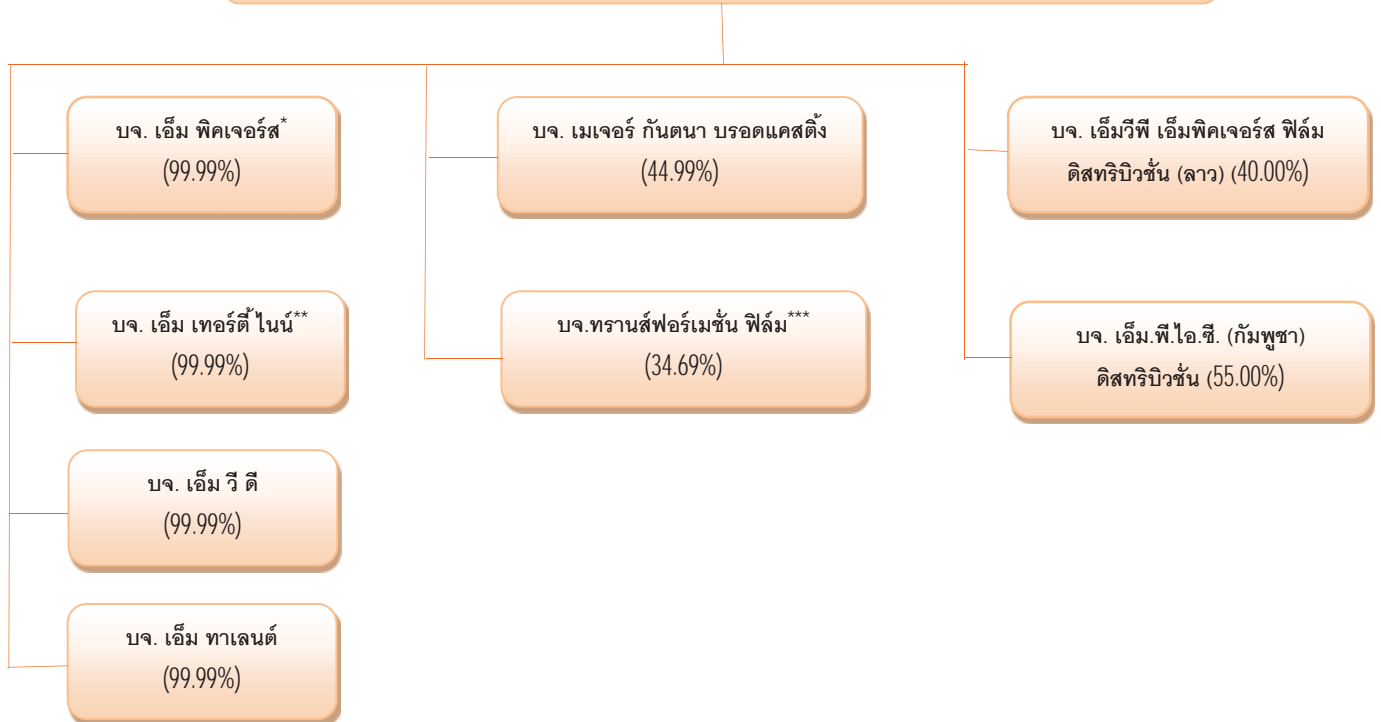 บจ. เอ็ม พิคเจอร์ส*
(99.99%)
บจ. เอ็ม เทอร์ตี้ ไนน์**
(99.99%)
บจ. เอ็ม วี ดี
(99.99%)
บจ. เอ็ม ทาเลนต์
(99.99%)
บจ. เมเจอร์ กันตนา บรอดแคสติ้ง
(44.99%)
บจ.ทรานส์ฟอร์เมชั่น ฟิล์ม***
(34.69%)
บจ. เอ็มวีพี เอ็มพิคเจอร์ส ฟิล์ม
ดิสทริบิวชั่น (ลาว) (40.00%)
บจ. เอ็ม.พี.ไอ.ซี. (กัมพูชา)
ดิสทริบิวชั่น (55.00%)